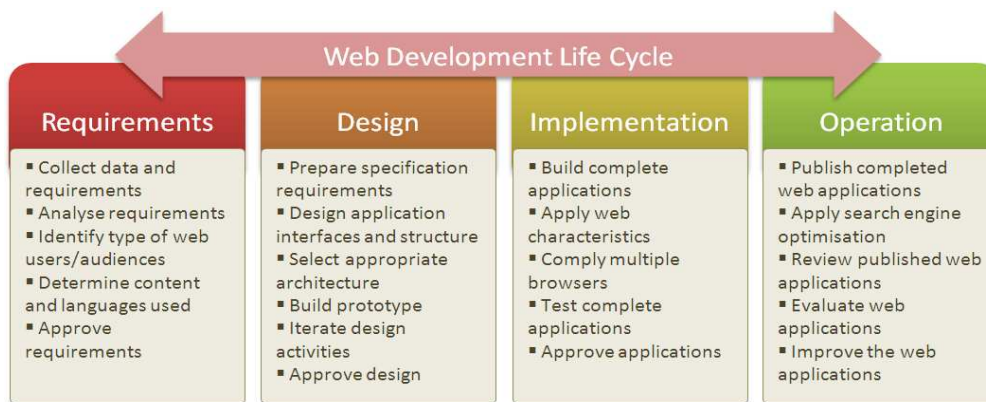 Web Development Life Cycle
Requirements
▪ Collect data and
requirements
▪ Analyse requirements
▪ Identify type of web
users/audiences
▪ Determine content
and languages used
▪ Approve
requirements
Design
▪ Prepare specification
requirements
▪ Design application
interfaces and structure
▪ Select appropriate
architecture
▪ Build prototype
▪ Iterate design
activities
▪ Approve design
Implementation
▪ Build complete
applications
▪ Apply web
characteristics
▪ Comply multiple
browsers
▪ Test complete
applications
▪ Approve applications
Operation
▪ Publish completed
web applications
▪ Apply search engine
optimisation
▪ Review published web
applications
▪ Evaluate web
applications
▪ Improve the web
applications